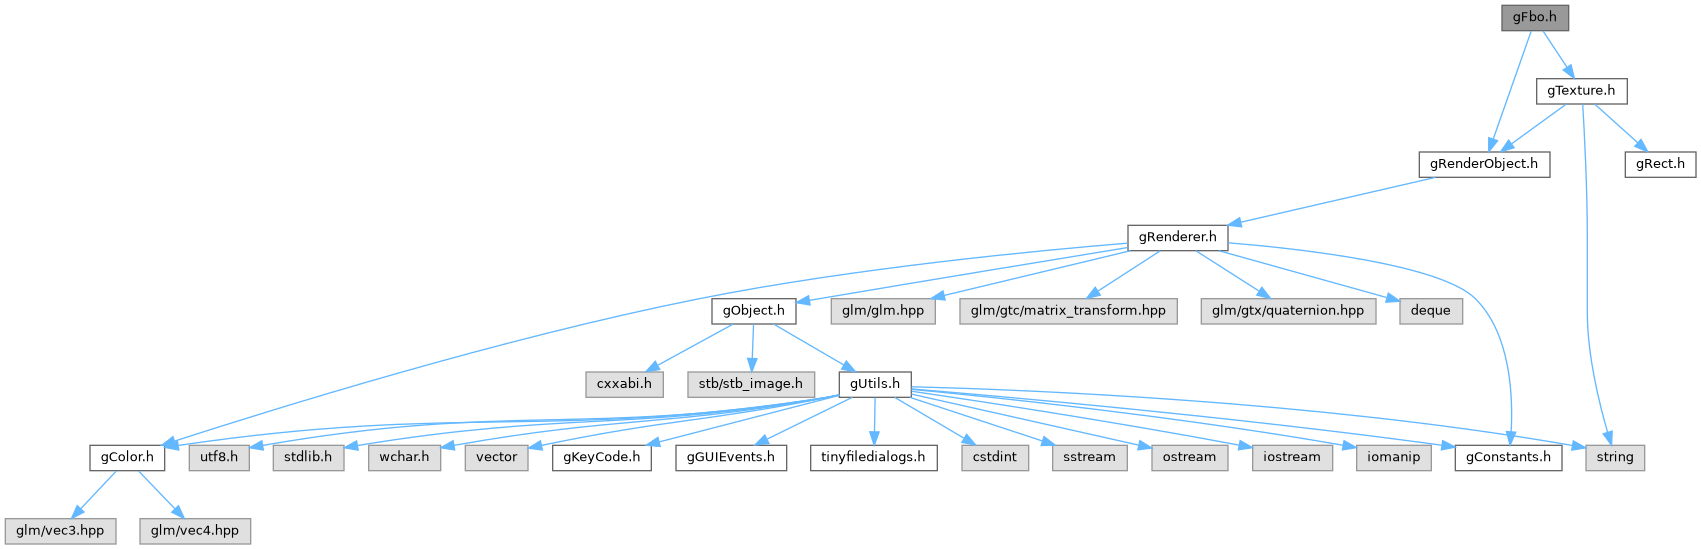 gFbo.h
gTexture.h
gRenderObject.h
gRect.h
gRenderer.h
gObject.h
glm/glm.hpp
glm/gtc/matrix_transform.hpp
glm/gtx/quaternion.hpp
deque
cxxabi.h
stb/stb_image.h
gUtils.h
gColor.h
utf8.h
stdlib.h
wchar.h
vector
gKeyCode.h
gGUIEvents.h
tinyfiledialogs.h
cstdint
sstream
ostream
iostream
iomanip
gConstants.h
string
glm/vec3.hpp
glm/vec4.hpp